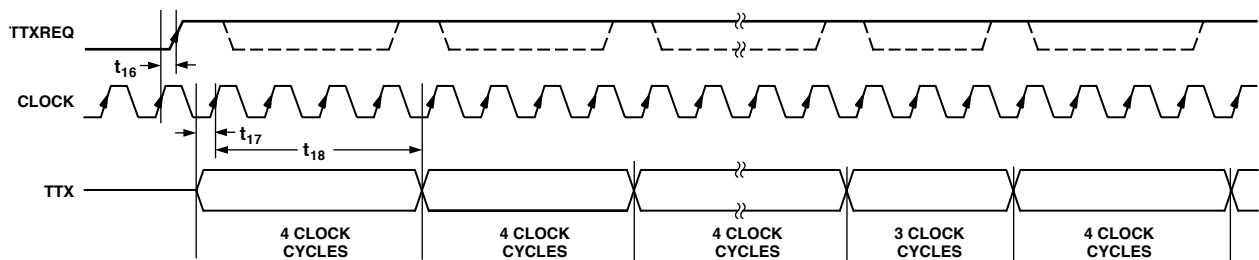 TTXREQ
t16
CLOCK
t17
t18
TTX
4 CLOCK
CYCLES
4 CLOCK
CYCLES
4 CLOCK
CYCLES
3 CLOCK
CYCLES
4 CLOCK
CYCLES